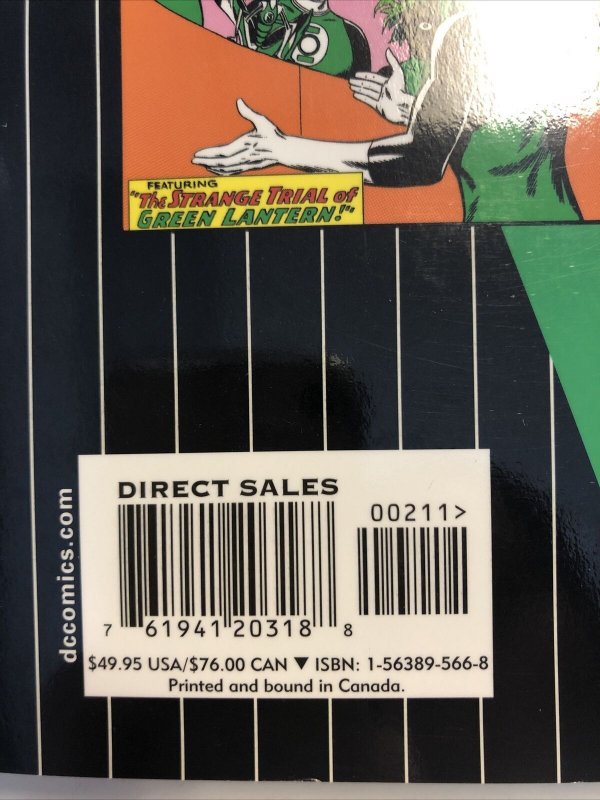 FEATURING
"The STRANGE TRIAL of
GREEN LANTERN!"
dccomics.com
DIRECT SALES
00211>
7 61941 20318 8
$49.95 USA/$76.00 CAN ▼ ISBN: 1-56389-566-8
Printed and bound in Canada.